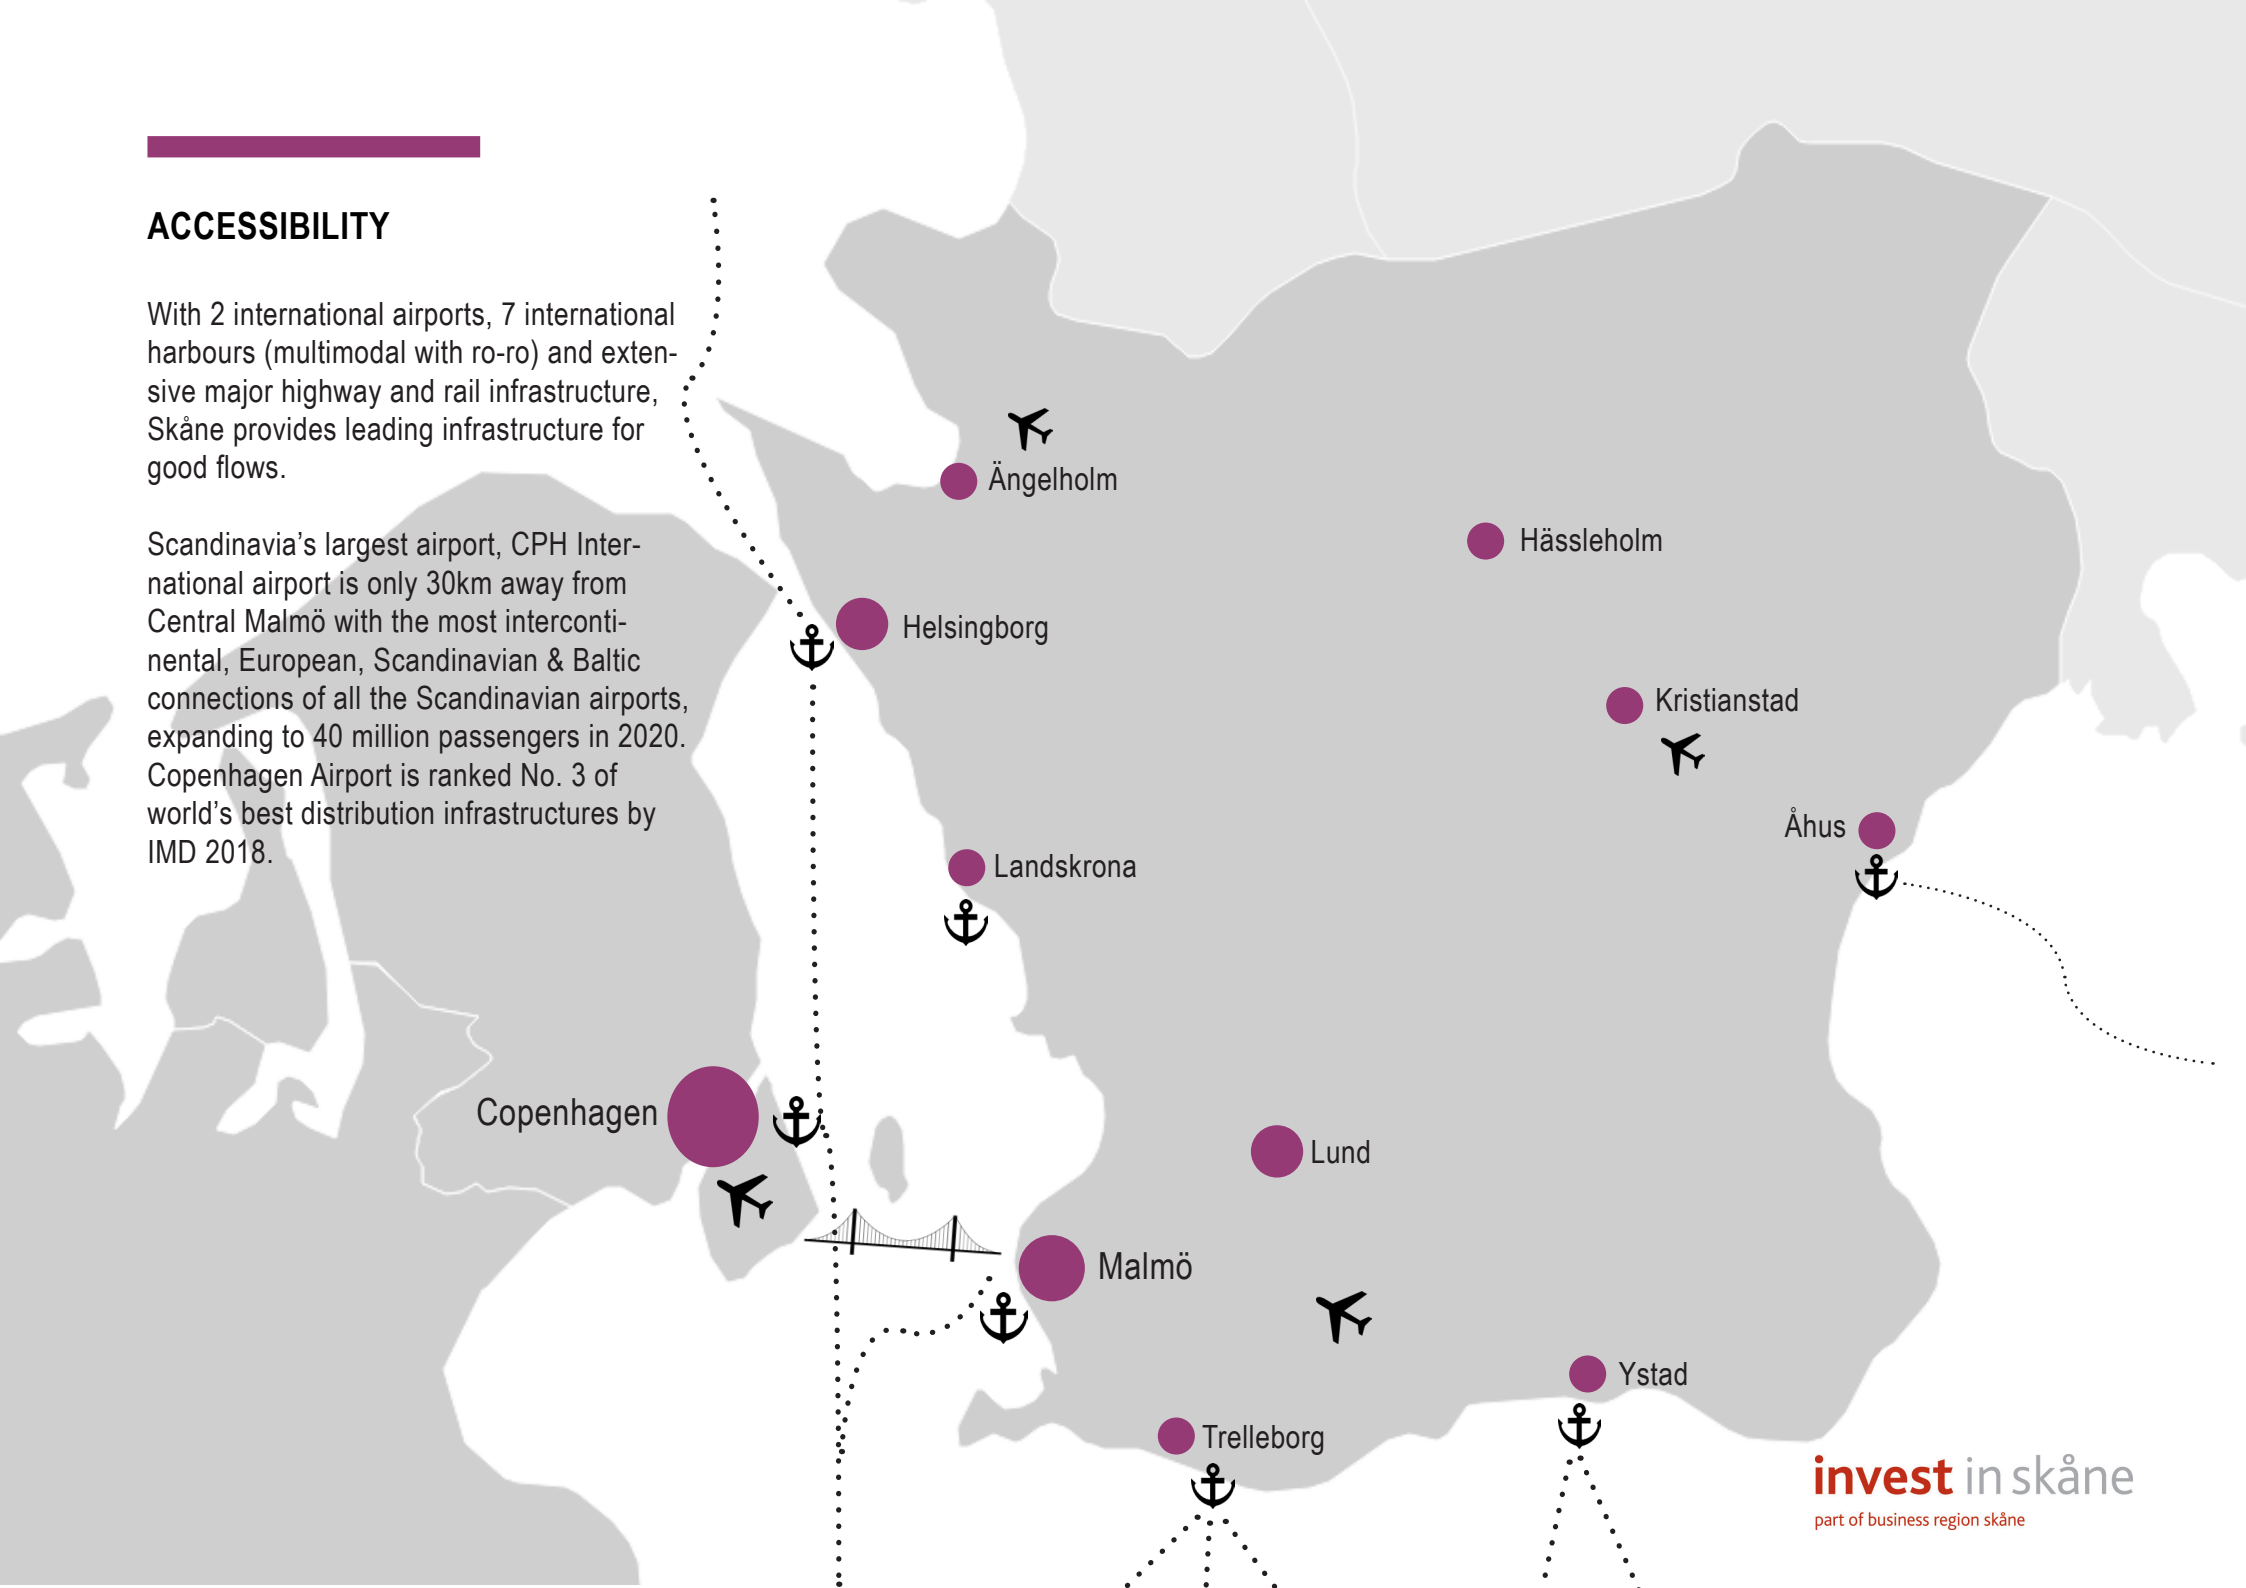 ACCESSIBILITY
With 2 international airports, 7 international
harbours (multimodal with ro-ro) and exten-
sive major highway and rail infrastructure,
Skåne provides leading infrastructure for
good flows.
Scandinavia’s largest airport, CPH Inter-
national airport is only 30km away from
Central Malmö with the most interconti-
nental, European, Scandinavian & Baltic
connections of all the Scandinavian airports,
expanding to 40 million passengers in 2020.
Copenhagen Airport is ranked No. 3 of
world’s best distribution infrastructures by
IMD 2018.
Ängelholm
Hässleholm
Helsingborg
Kristianstad
Åhus
Landskrona
Copenhagen
Lund
Malmö
Ystad
Trelleborg
invest in skåne
part of business region skåne